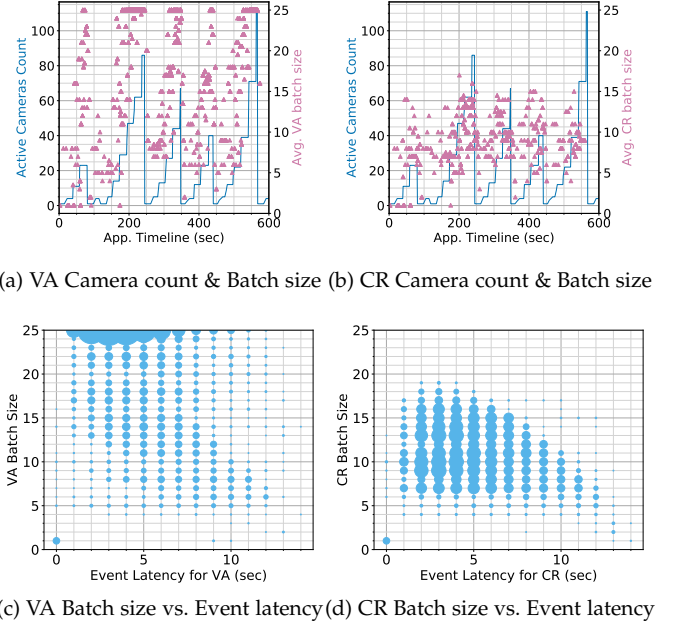 100
80
60
40
20
0
Active Cameras Count
25
20
15
10
5
0
Avg. VA batch size
0 200 400 600
App. Timeline (sec)
100
80
60
40
20
0
Active Cameras Count
25
20
15
10
5
0
Avg. CR batch size
0 200 400 600
App. Timeline (sec)
(a) VA Camera count & Batch size (b) CR Camera count & Batch size
25
20
15
10
5
0
VA Batch Size
0 5 10
Event Latency for VA (sec)
25
20
15
10
5
0
CR Batch Size
0 5 10
Event Latency for CR (sec)
(c) VA Batch size vs. Event latency (d) CR Batch size vs. Event latency